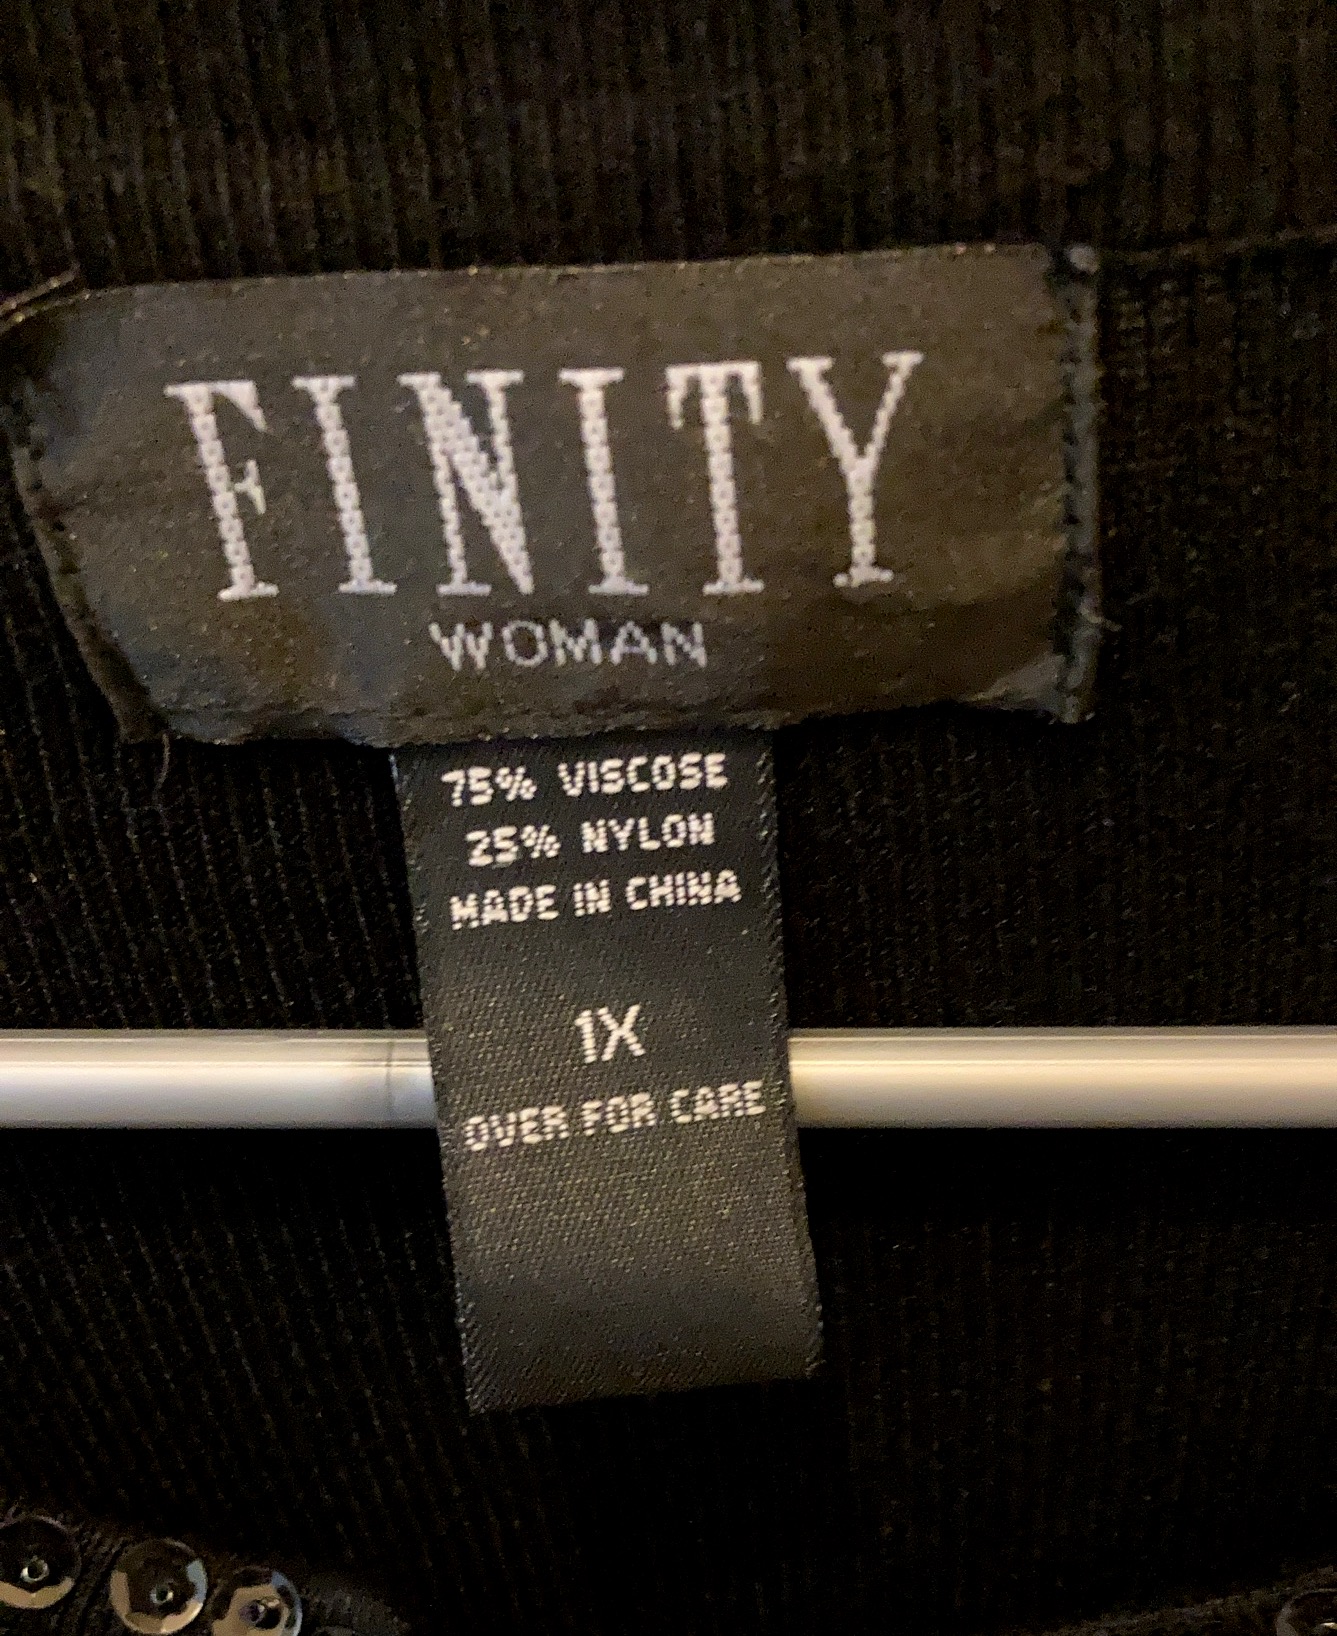 FINITY
WOMAN
75% VISCOSE
25% NYLON
MADE IN CHINA
1X
OVER FOR CARE